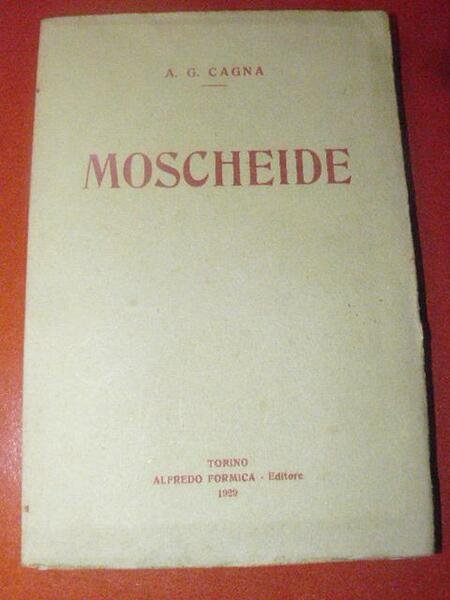 A. G. CAGNA
MOSCHEIDE
TORINO
ALFREDO FORMICA - Editore
1929